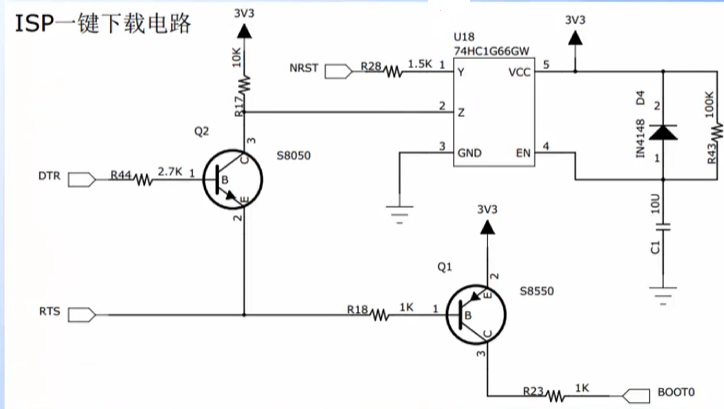 ISP一键下载电路
3V3
10K
R17
Q2
3
C
B
E
2
S8050
DTR
R44
2.7K
1
NRST
R28
1.5K
1
2
3
U18
74HC1G66GW
Y
VCC
Z
GND
EN
5
4
3V3
D4
IN4148
2
1
100K
R43
10U
C1
3V3
Q1
2
E
B
C
3
S8550
RTS
R18
1K
1
R23
1K
BOOT0